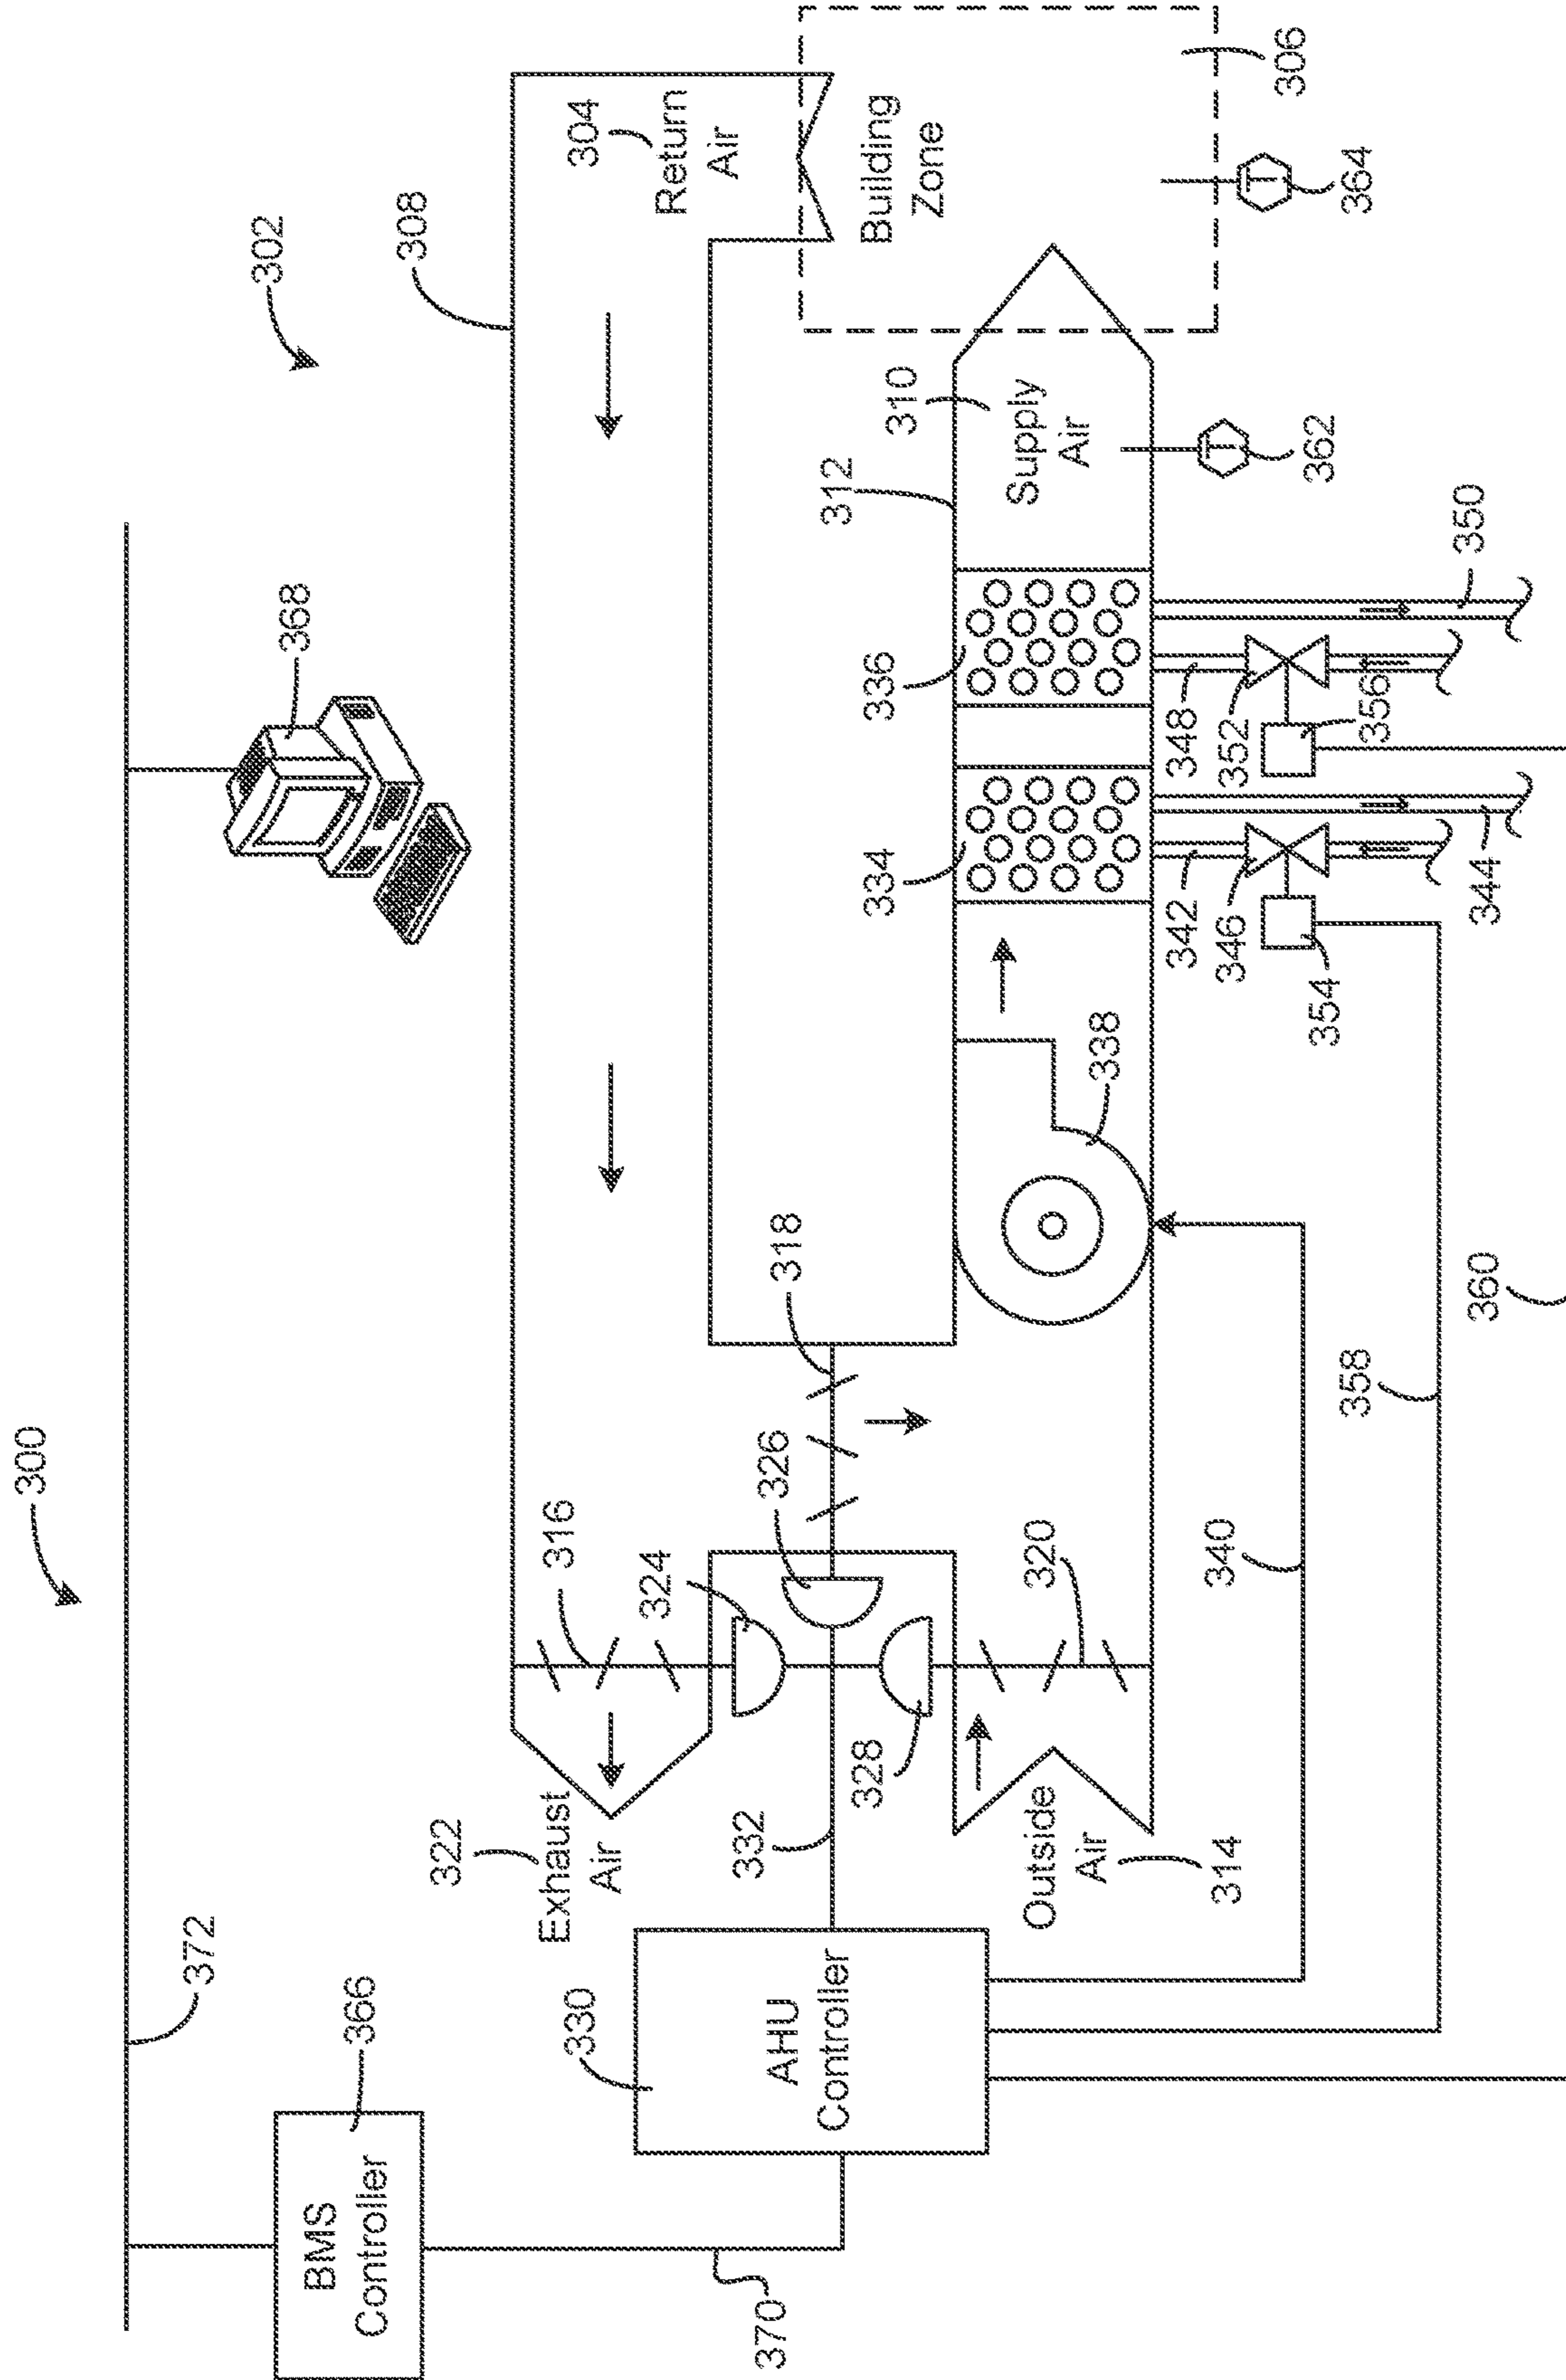 300
372
366
BMS
Controller
370
368
302
308
304
Return
Air
316
322
Exhaust
Air
324
326
318
332
328
330
AHU
Controller
Building
Zone
306
364
312
310
Supply
Air
362
334
336
338
320
Outside
Air
314
340
342
346
354
344
348
352
356
350
358
360